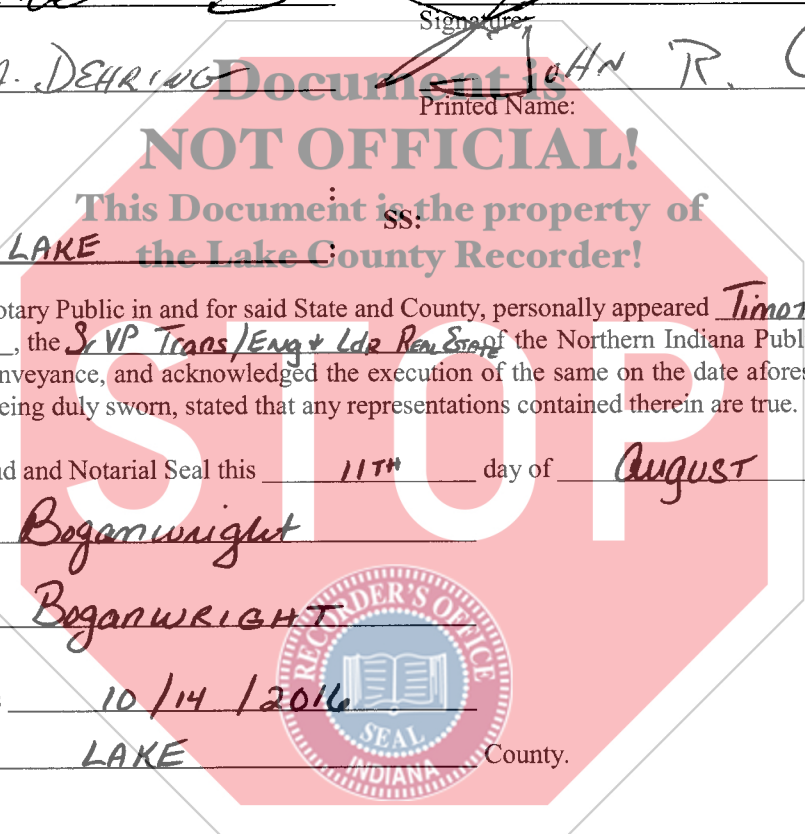 Signature
A. DEHRING JOHN R.
Printed Name:
Document is
NOT OFFICIAL!
This Document is the property of
the Lake County Recorder!
:
SS:
LAKE :
otary Public in and for said State and County, personally appeared Timot
, the Sr VP Trans/Eng & Ldr Real Estate of the Northern Indiana Publ
nveyance, and acknowledged the execution of the same on the date afores
eing duly sworn, stated that any representations contained therein are true.
STOP
d and Notarial Seal this 11TH day of August
Boganwright
BoganWRIGHT
10/14/2016
LAKE County.
RECORDER'S OFFICE
SEAL
INDIANA